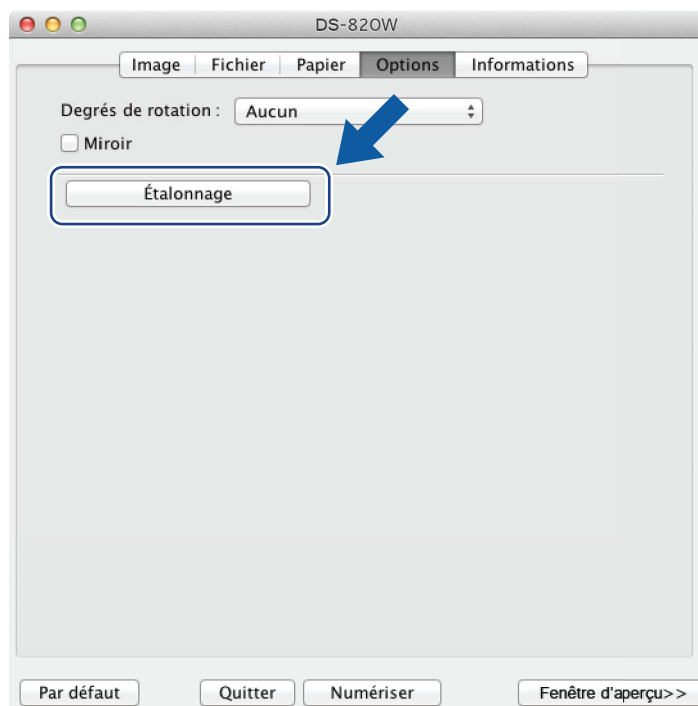 DS-820W
Image Fichier Papier Options Informations
Degrés de rotation : Aucun
Miroir
Étalonnage
Par défaut Quitter Numériser Fenêtre d'aperçu>>